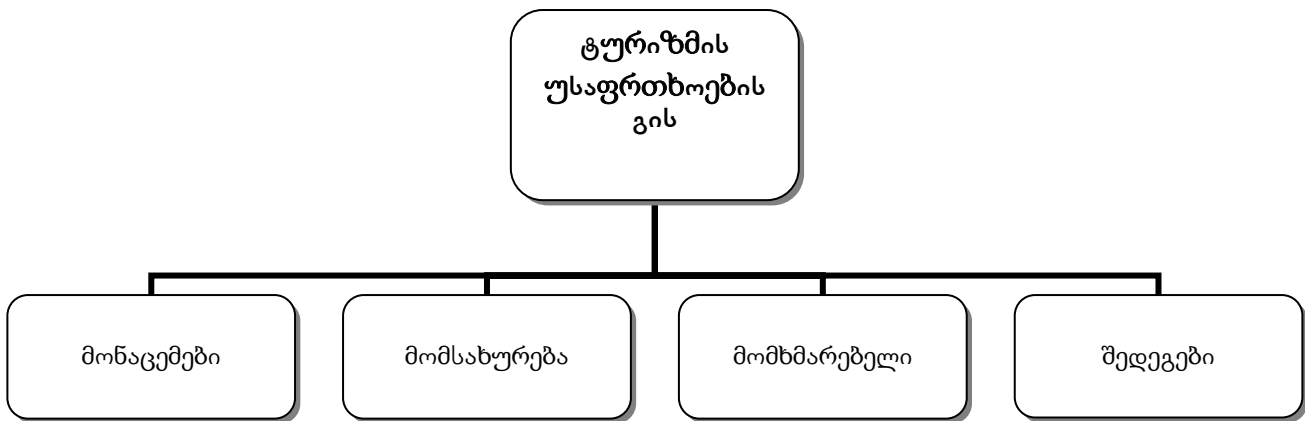 ტურიზმის
უსაფრთხოების
გის
მონაცემები
მომსახურება
მომხმარებელი
შედეგები